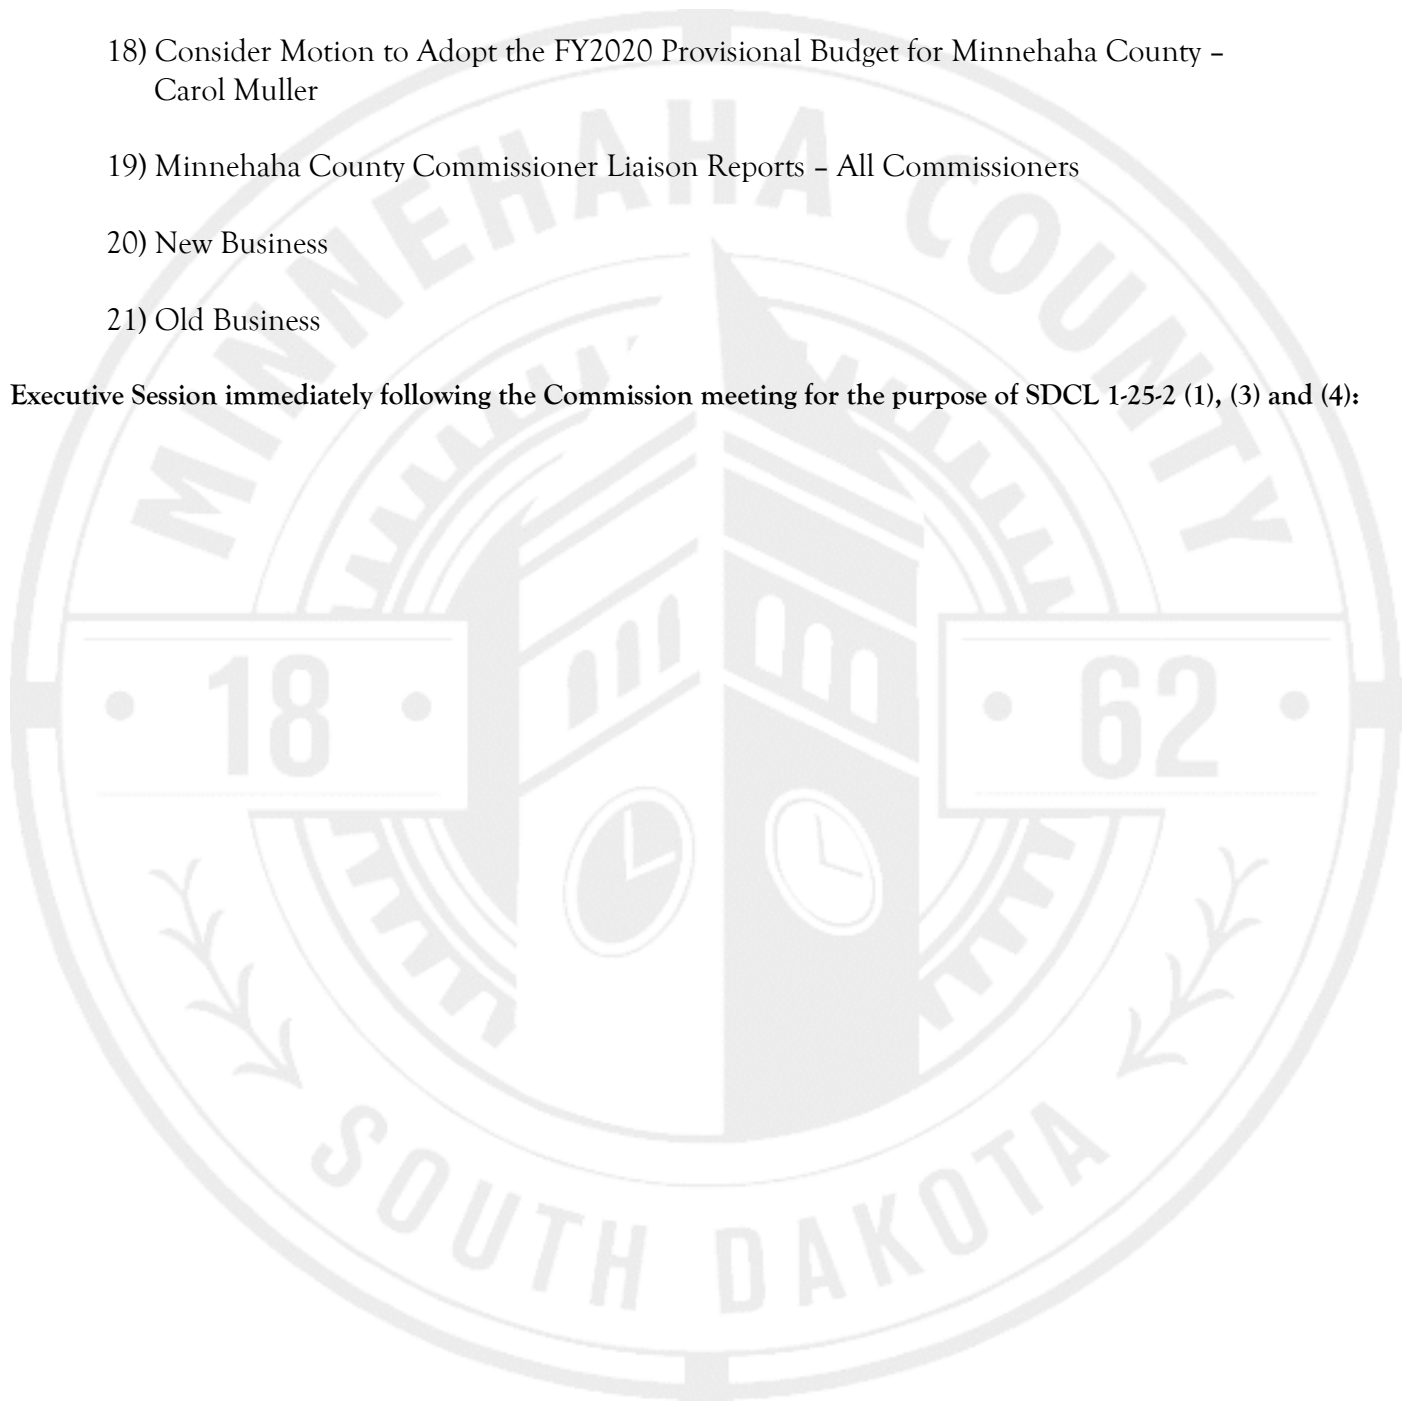 18) Consider Motion to Adopt the FY2020 Provisional Budget for Minnehaha County –
Carol Muller
19) Minnehaha County Commissioner Liaison Reports – All Commissioners
20) New Business
21) Old Business
Executive Session immediately following the Commission meeting for the purpose of SDCL 1-25-2 (1), (3) and (4):
MINNEHAHA COUNTY
18
62
SOUTH DAKOTA